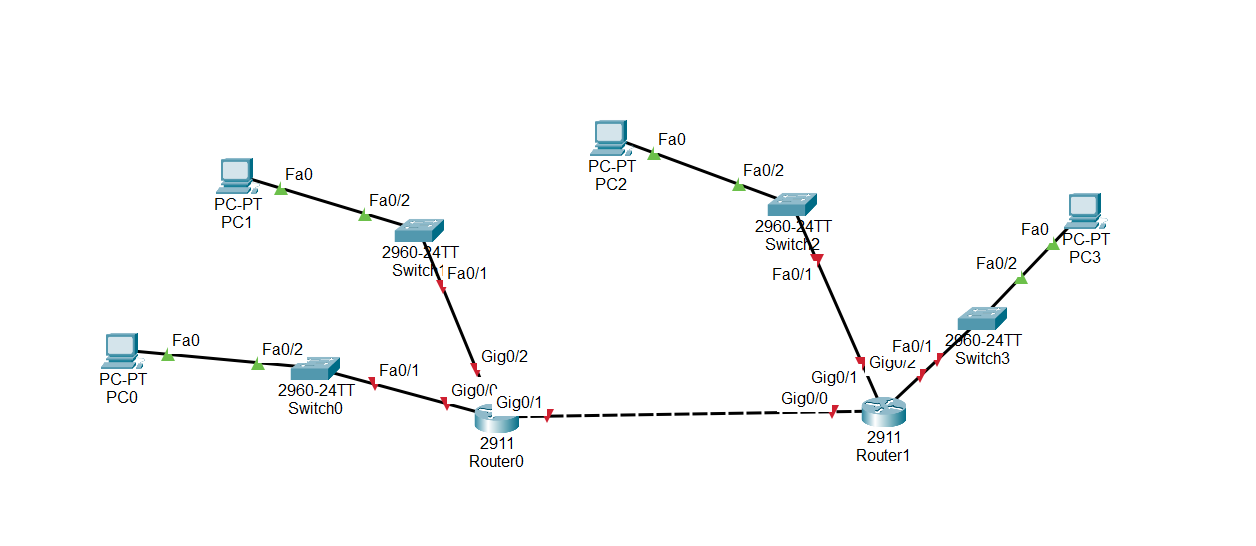 Fa0
PC-PT
PC2
Fa0/2
2960-24TT
Switch2
Fa0/1
Fa0
PC-PT
PC1
Fa0/2
2960-24TT
Switch1
Fa0/1
Fa0
PC-PT
PC3
Fa0/2
Fa0/1
2960-24TT
Switch3
Fa0
PC-PT
PC0
Fa0/2
2960-24TT
Switch0
Fa0/1
Gig0/2
Gig0/0
Gig0/1
2911
Router0
Gig0/2
Gig0/1
Gig0/0
2911
Router1